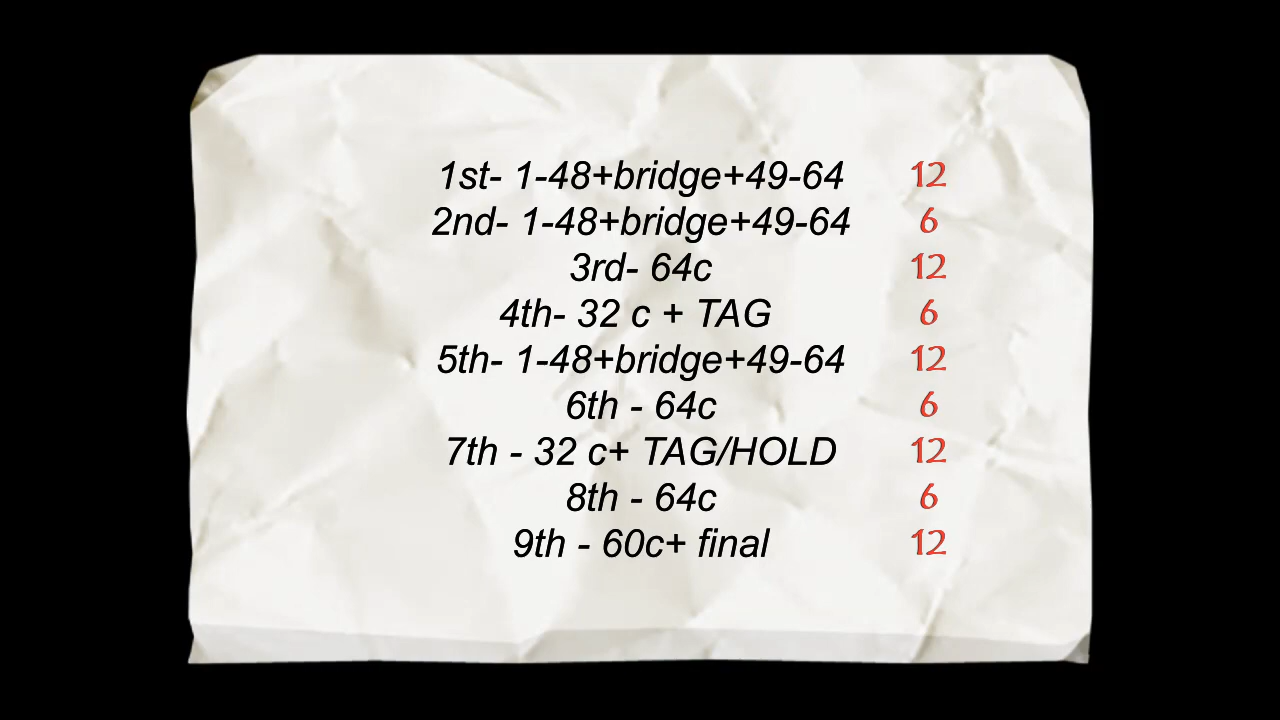 1st- 1-48+bridge+49-64 12
2nd- 1-48+bridge+49-64 6
3rd- 64c 12
4th- 32 c + TAG 6
5th- 1-48+bridge+49-64 12
6th - 64c 6
7th - 32 c+ TAG/HOLD 12
8th - 64c 6
9th - 60c+ final 12